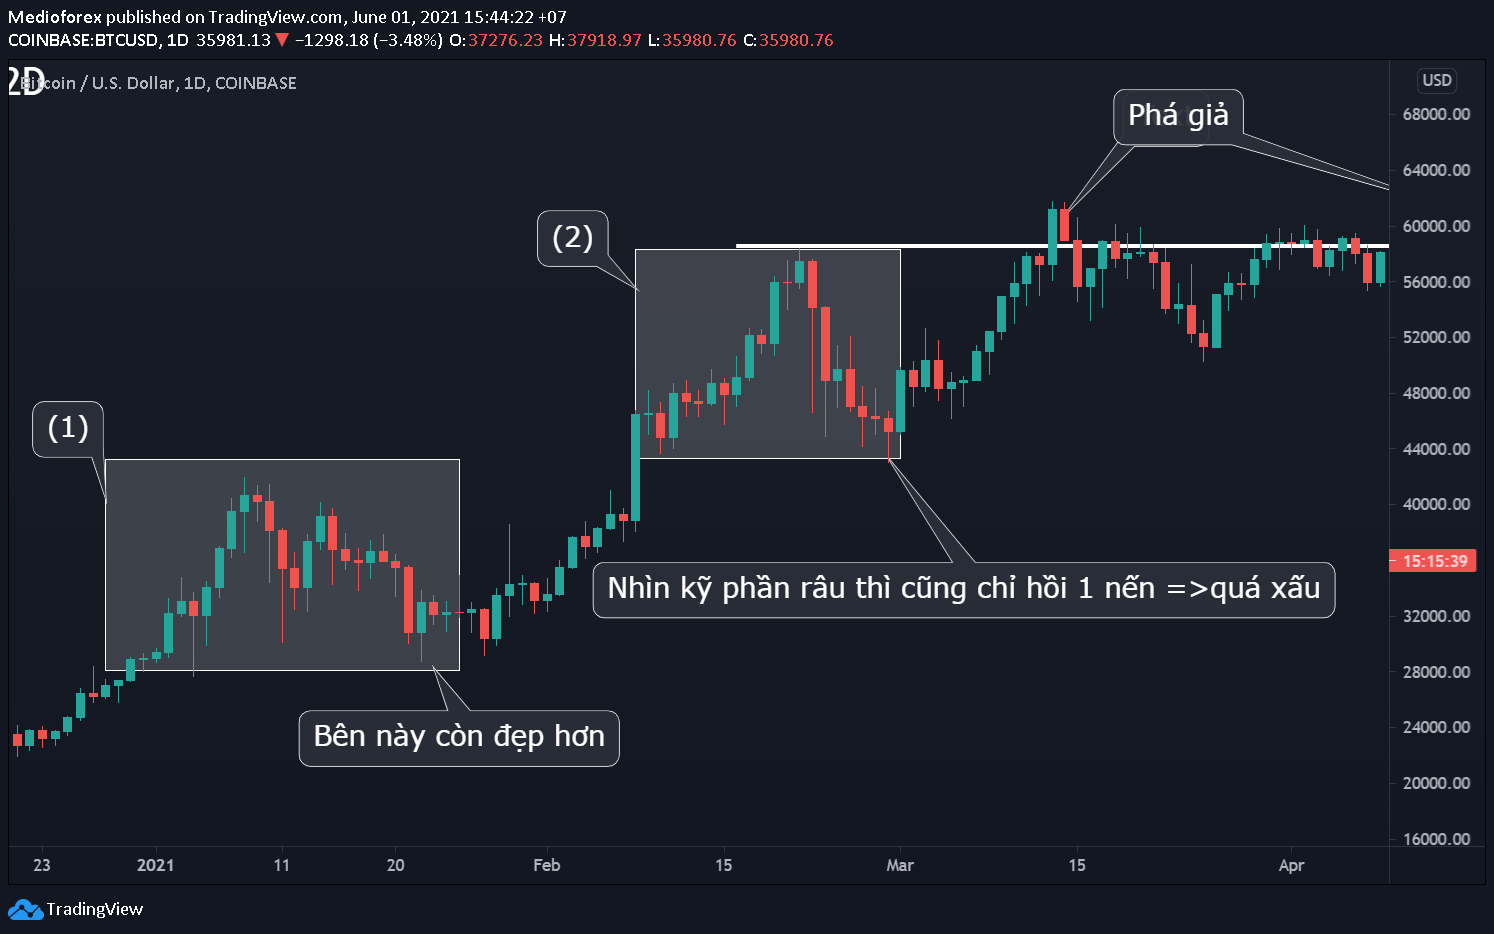 Medioforex published on TradingView.com, June 01, 2021 15:44:22 +07
COINBASE:BTCUSD, 1D 35981.13 ▼ −1298.18 (−3.48%) O:37276.23 H:37918.97 L:35980.76 C:35980.76
2D
Bitcoin / U.S. Dollar, 1D, COINBASE
USD
Phá giả
(2)
(1)
Nhìn kỹ phần râu thì cũng chỉ hồi 1 nến =>quá xấu
Bên này còn đẹp hơn
68000.00
64000.00
60000.00
56000.00
52000.00
48000.00
44000.00
40000.00
15:15:39
32000.00
28000.00
24000.00
20000.00
16000.00
23 2021 11 20 Feb 15 Mar 15 Apr
TradingView